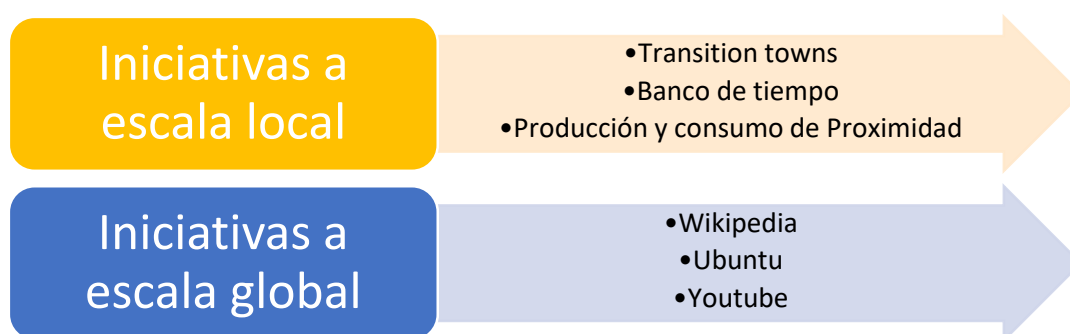 Iniciativas a
escala local
•Transition towns
•Banco de tiempo
•Producción y consumo de Proximidad
Iniciativas a
escala global
•Wikipedia
•Ubuntu
•Youtube